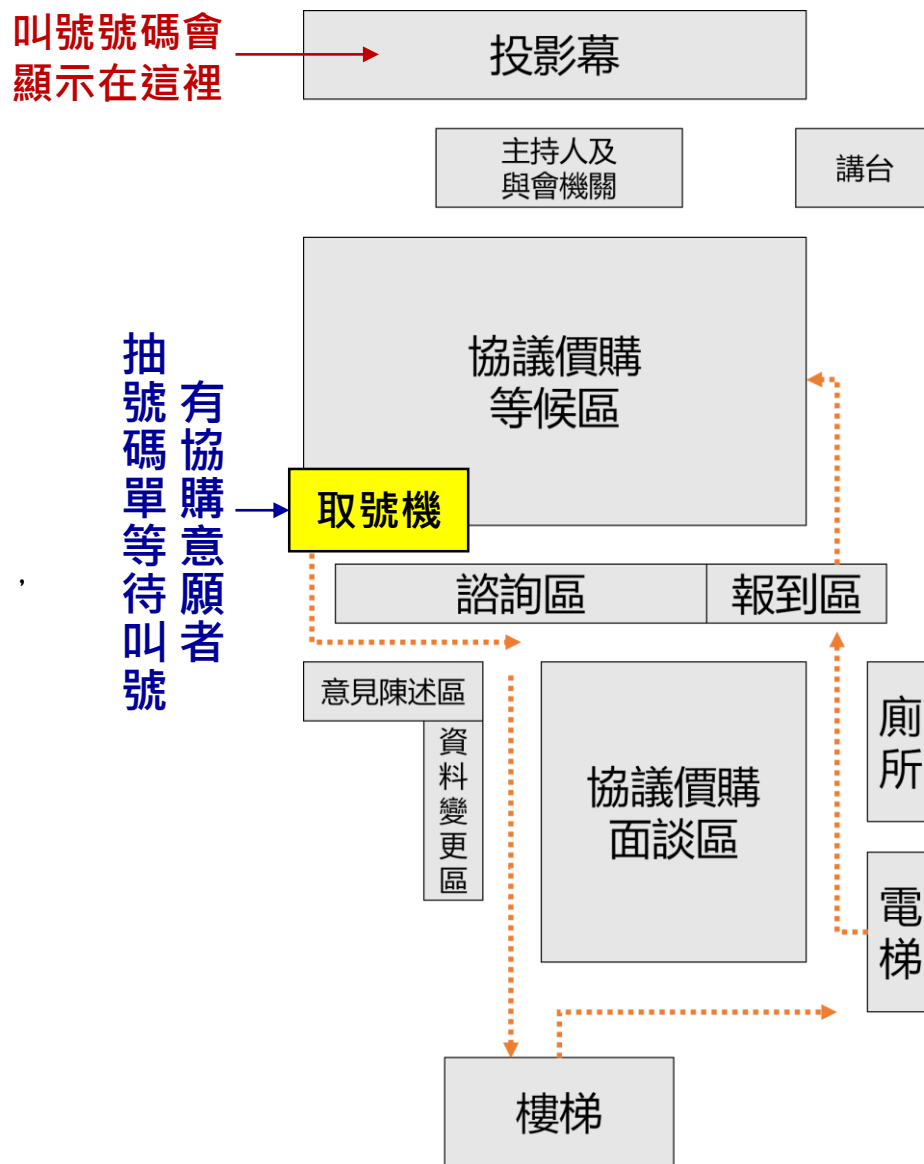 叫號號碼會
顯示在這裡
投影幕
主持人及
與會機關
講台
協議價購
等候區
有協購意願者
抽號碼單等待叫號
取號機
,
諮詢區
報到區
意見陳述區
資料變更區
協議價購
面談區
廁所
電梯
樓梯